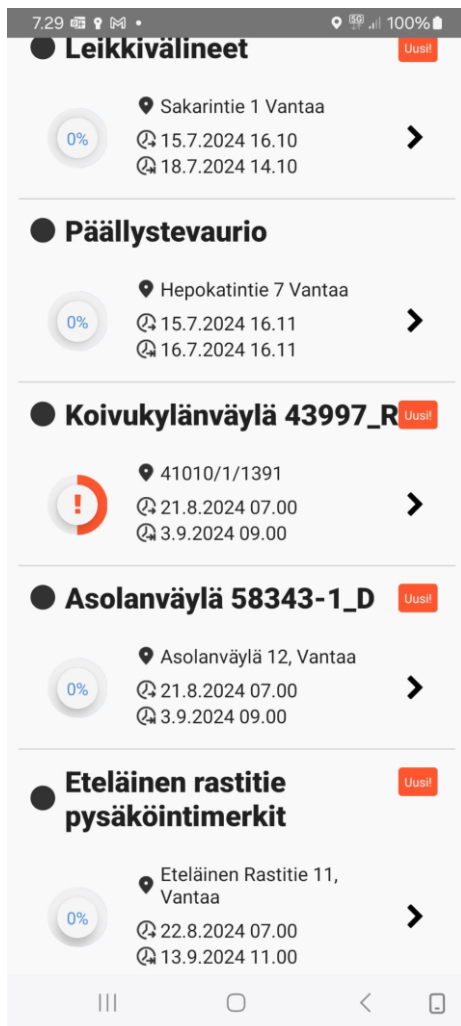 7.29
100%
Leikkivälineet
Uusi!
0%
Sakarintie 1 Vantaa
15.7.2024 16.10
18.7.2024 14.10
Päällystevaurio
0%
Hepokatintie 7 Vantaa
15.7.2024 16.11
16.7.2024 16.11
Koivukylänväylä 43997_R
Uusi!
!
41010/1/1391
21.8.2024 07.00
3.9.2024 09.00
Asolanväylä 58343-1_D
Uusi!
0%
Asolanväylä 12, Vantaa
21.8.2024 07.00
3.9.2024 09.00
Eteläinen rastitie
pysäköintimerkit
Uusi!
0%
Eteläinen Rastitie 11,
Vantaa
22.8.2024 07.00
13.9.2024 11.00